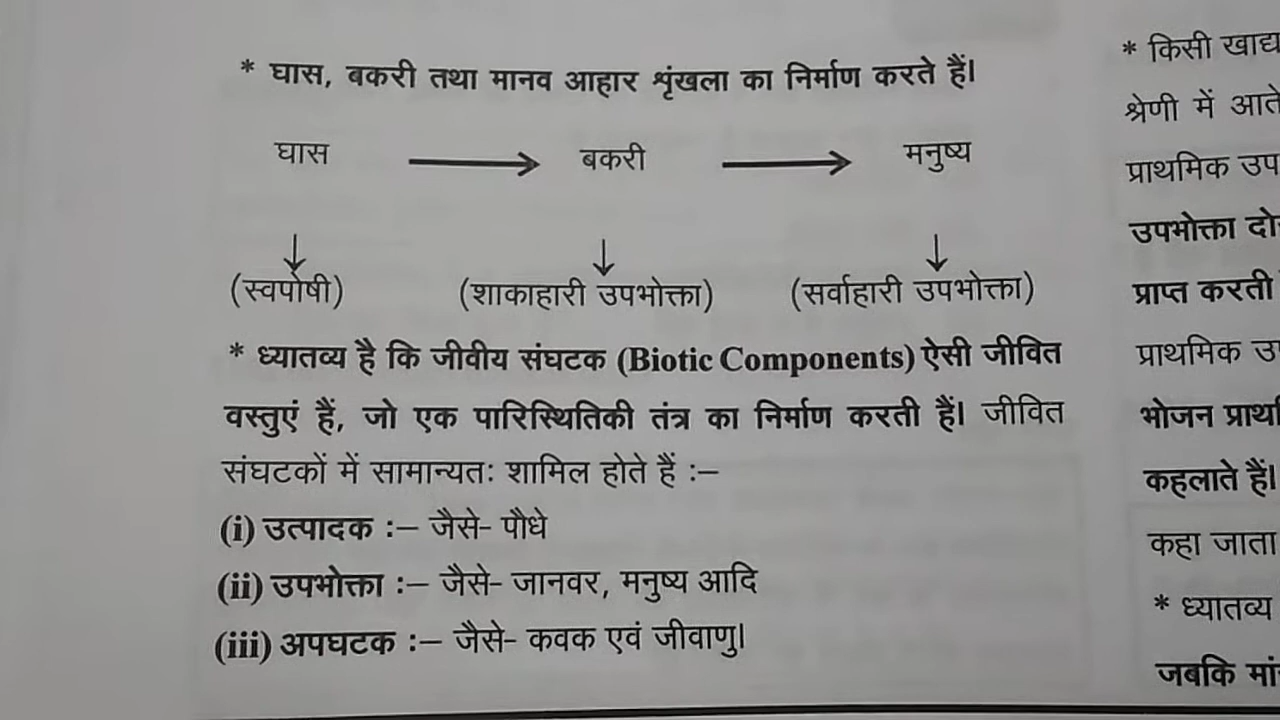 * घास, बकरी तथा मानव आहार शृंखला का निर्माण करते हैं।
घास → बकरी → मनुष्य
↓ ↓ ↓
(स्वपोषी) (शाकाहारी उपभोक्ता) (सर्वाहारी उपभोक्ता)
* ध्यातव्य है कि जीवीय संघटक (Biotic Components) ऐसी जीवित
वस्तुएं हैं, जो एक पारिस्थितिकी तंत्र का निर्माण करती हैं। जीवित
संघटकों में सामान्यतः शामिल होते हैं :–
(i) उत्पादक :– जैसे- पौधे
(ii) उपभोक्ता :– जैसे- जानवर, मनुष्य आदि
(iii) अपघटक :– जैसे- कवक एवं जीवाणु।
* किसी खाद्य
श्रेणी में आते
प्राथमिक
उपभोक्ता
प्राप्त करती
प्राथमिक
भोजन
कहलाते हैं।
कहा जाता
* ध्यातव्य
जबकि